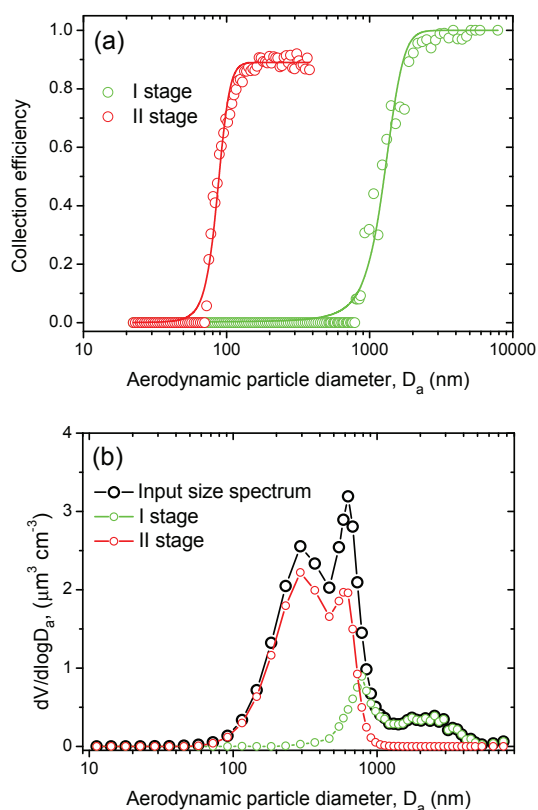 (a)
I stage
II stage
1.0
0.8
0.6
0.4
0.2
0.0
Collection efficiency
10 100 1000 10000
Aerodynamic particle diameter, Dₐ (nm)
(b)
Input size spectrum
I stage
II stage
4
3
2
1
0
dV/dlogDₐ, (μm³ cm⁻³)
10 100 1000
Aerodynamic particle diameter, Dₐ (nm)